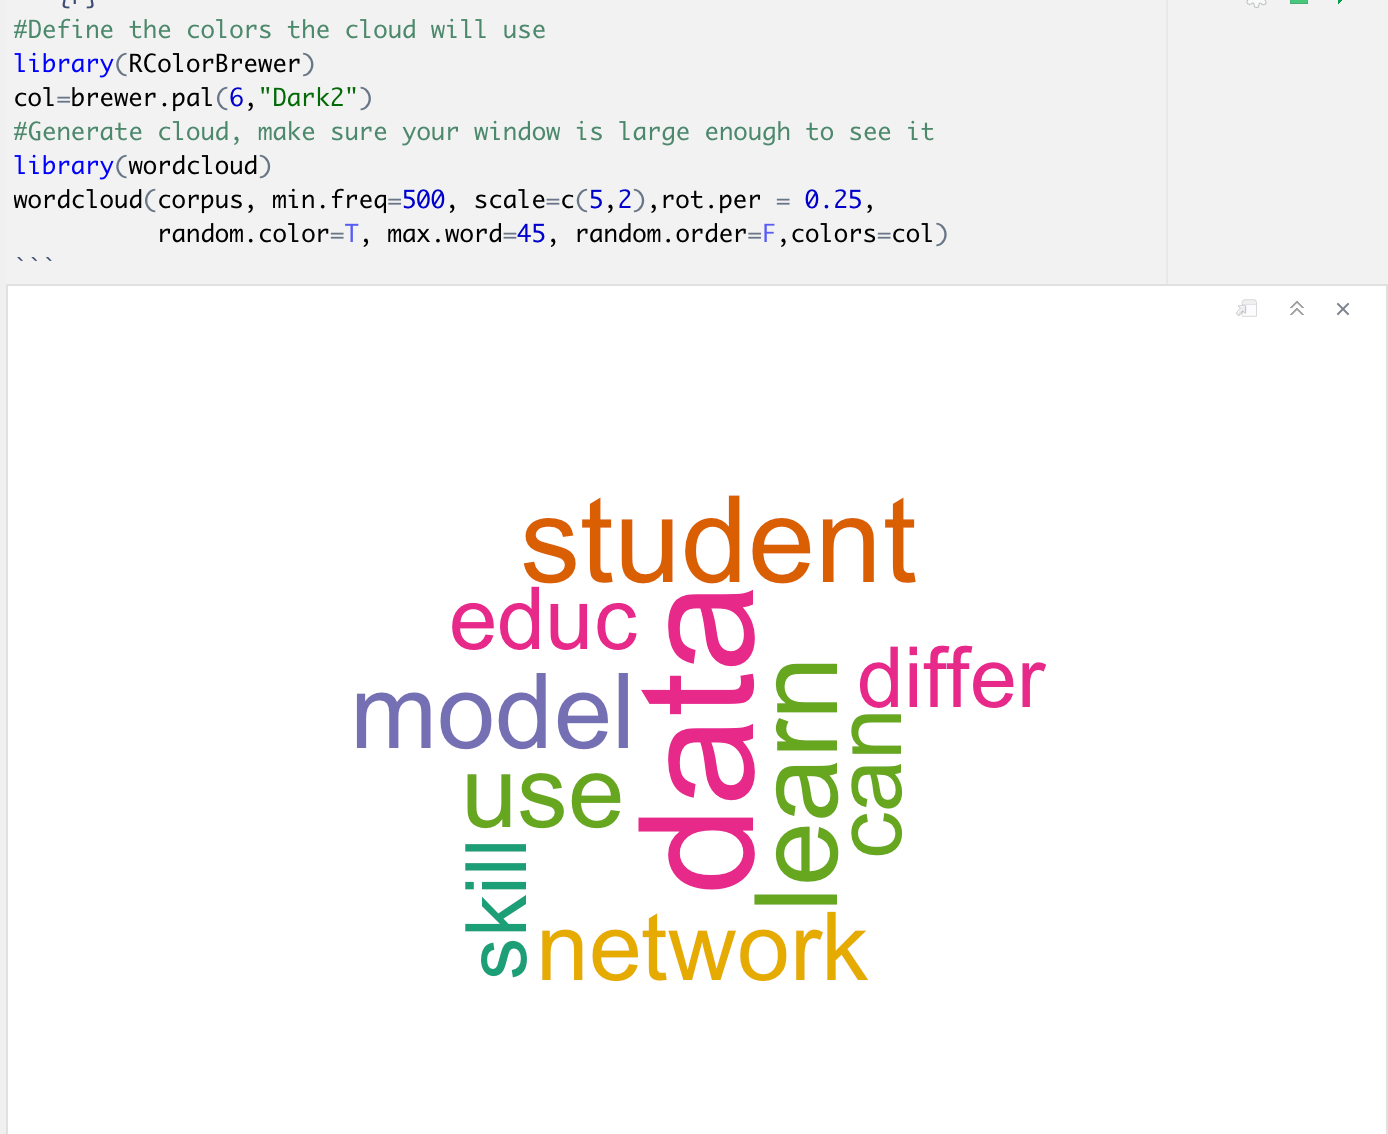 #Define the colors the cloud will use
library(RColorBrewer)
col=brewer.pal(6,"Dark2")
#Generate cloud, make sure your window is large enough to see it
library(wordcloud)
wordcloud(corpus, min.freq=500, scale=c(5,2),rot.per = 0.25,
random.color=T, max.word=45, random.order=F,colors=col)
```
student
educ
data
differ
model
learn
can
use
skill
network